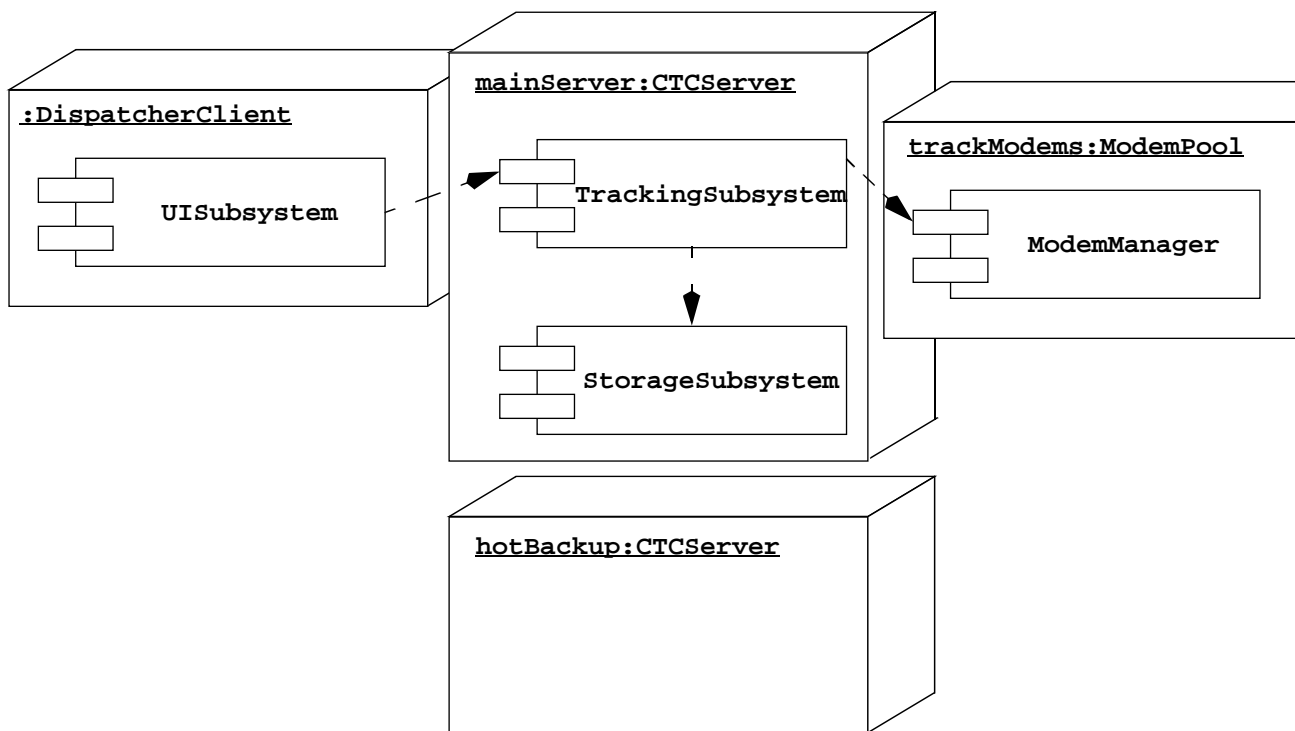 :DispatcherClient
UISubsystem
mainServer:CTCServer
TrackingSubsystem
StorageSubsystem
trackModems:ModemPool
ModemManager
hotBackup:CTCServer